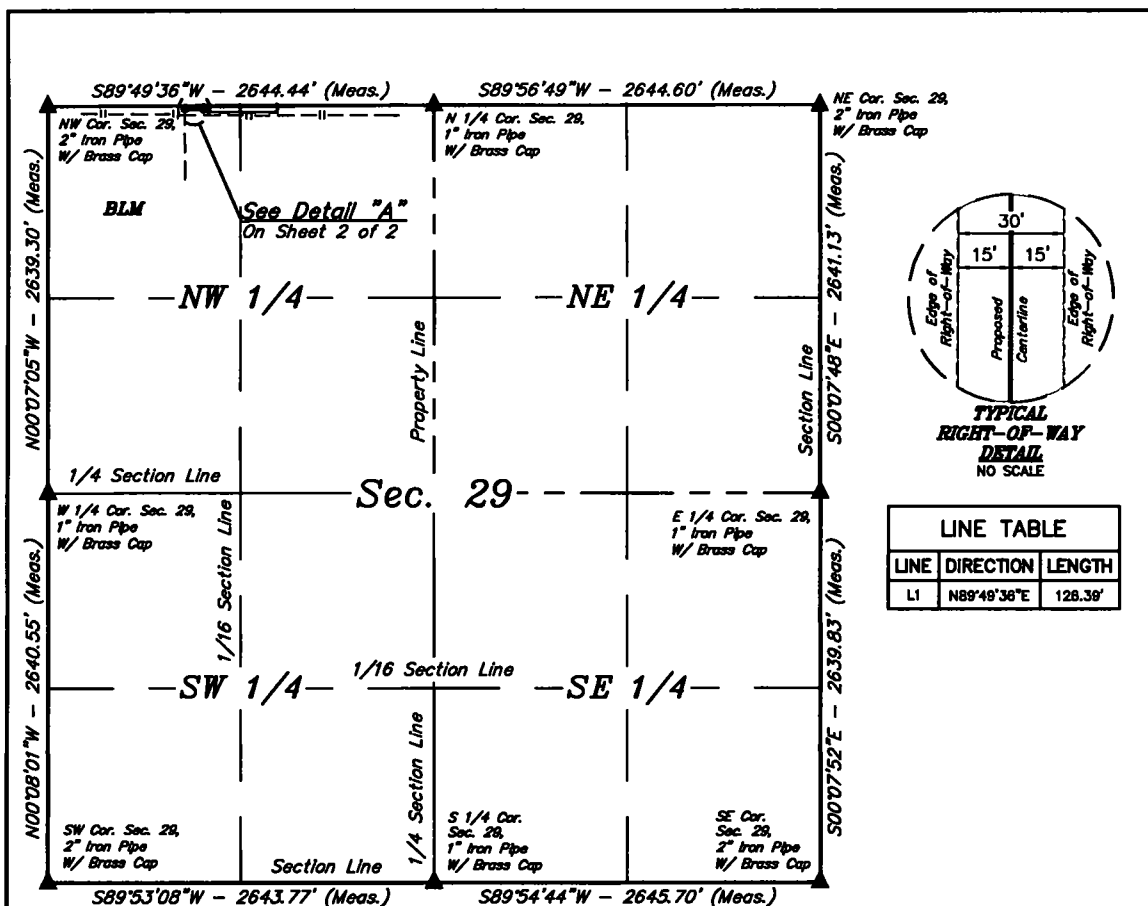 S89°49'36"W - 2644.44' (Meas.)
S89°56'49"W - 2644.60' (Meas.)
NW Cor. Sec. 29,
2" Iron Pipe
W/ Brass Cap
N 1/4 Cor. Sec. 29,
1" Iron Pipe
W/ Brass Cap
NE Cor. Sec. 29,
2" Iron Pipe
W/ Brass Cap
BLM
See Detail "A"
On Sheet 2 of 2
N00°07'05"W - 2639.30' (Meas.)
NW 1/4
NE 1/4
Property Line
Section Line
S00°07'48"E - 2641.13' (Meas.)
30'
15'
15'
Edge of
Right-of-Way
Proposed
Centerline
Edge of
Right-of-Way
TYPICAL
RIGHT-OF-WAY
DETAIL
NO SCALE
1/4 Section Line
Sec. 29
W 1/4 Cor. Sec. 29,
1" Iron Pipe
W/ Brass Cap
E 1/4 Cor. Sec. 29,
1" Iron Pipe
W/ Brass Cap
LINE TABLE
LINE DIRECTION LENGTH
L1 N89°49'36"E 126.39'
N00°08'01"W - 2640.55' (Meas.)
1/16 Section Line
1/16 Section Line
SW 1/4
SE 1/4
1/4 Section Line
S00°07'52"E - 2639.83' (Meas.)
SW Cor. Sec. 29,
2" Iron Pipe
W/ Brass Cap
Section Line
S 1/4 Cor.
Sec. 29,
1" Iron Pipe
W/ Brass Cap
SE Cor.
Sec. 29,
2" Iron Pipe
W/ Brass Cap
S89°53'08"W - 2643.77' (Meas.)
S89°54'44"W - 2645.70' (Meas.)